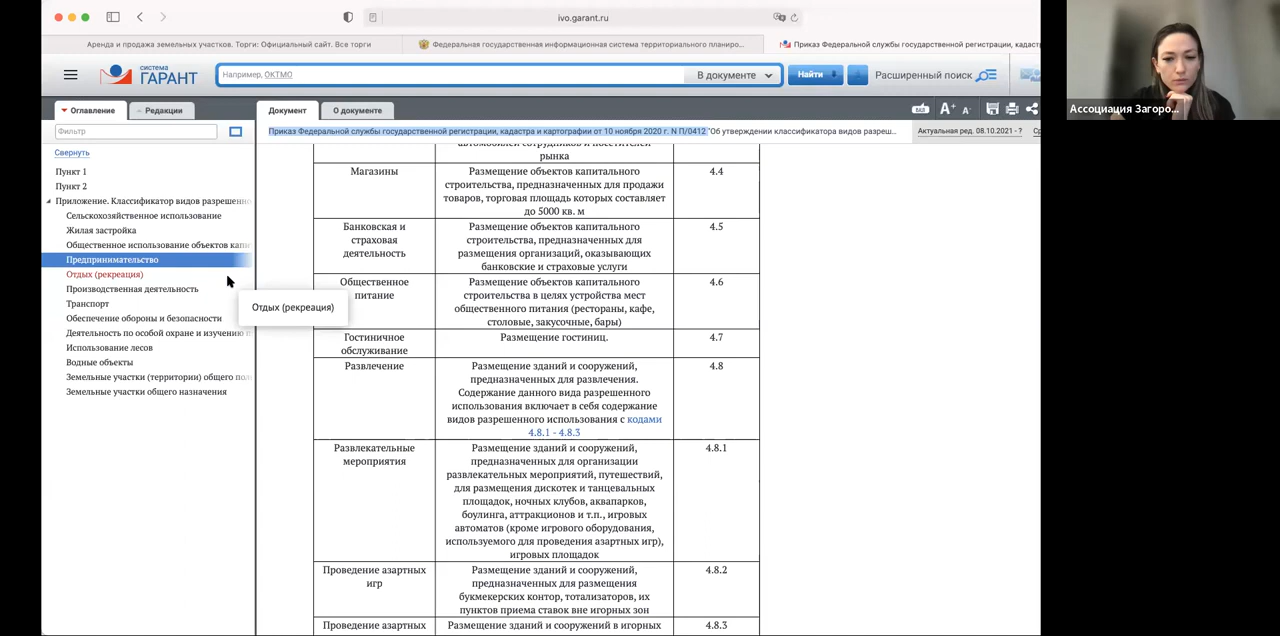 ivo.garant.ru
Аренда и продажа земельных участков. Торги: Официальный сайт. Все торги
Федеральная государственная информационная система территориального планиро...
Приказ Федеральной службы государственной регистрации, кадастр
система
ГАРАНТ
Например, ОКТМО
В документе
Найти
Расширенный поиск
Оглавление
Редакции
Документ
О документе
A+
A-
Фильтр
Приказ Федеральной службы государственной регистрации, кадастра и картографии от 10 ноября 2020 г. N П/0412 "Об утверждении классификатора видов разреш...
Актуальная ред. 08.10.2021 - ?
Ср
Свернуть
Пункт 1
Пункт 2
Приложение. Классификатор видов разрешенно
Сельскохозяйственное использование
Жилая застройка
Общественное использование объектов капи
Предпринимательство
Отдых (рекреация)
Производственная деятельность
Транспорт
Обеспечение обороны и безопасности
Деятельность по особой охране и изучению п
Использование лесов
Водные объекты
Земельные участки (территории) общего пол
Земельные участки общего назначения
Отдых (рекреация)
автомобилей сотрудников и посетителей
рынка
Магазины
Размещение объектов капитального
строительства, предназначенных для продажи
товаров, торговая площадь которых составляет
до 5000 кв. м
4.4
Банковская и
страховая
деятельность
Размещение объектов капитального
строительства, предназначенных для
размещения организаций, оказывающих
банковские и страховые услуги
4.5
Общественное
питание
Размещение объектов капитального
строительства в целях устройства мест
общественного питания (рестораны, кафе,
столовые, закусочные, бары)
4.6
Гостиничное
обслуживание
Размещение гостиниц.
4.7
Развлечение
Размещение зданий и сооружений,
предназначенных для развлечения.
Содержание данного вида разрешенного
использования включает в себя содержание
видов разрешенного использования с кодами
4.8.1 - 4.8.3
4.8
Развлекательные
мероприятия
Размещение зданий и сооружений,
предназначенных для организации
развлекательных мероприятий, путешествий,
для размещения дискотек и танцевальных
площадок, ночных клубов, аквапарков,
боулинга, аттракционов и т.п., игровых
автоматов (кроме игрового оборудования,
используемого для проведения азартных игр),
игровых площадок
4.8.1
Проведение азартных
игр
Размещение зданий и сооружений,
предназначенных для размещения
букмекерских контор, тотализаторов, их
пунктов приема ставок вне игорных зон
4.8.2
Проведение азартных
Размещение зданий и сооружений в игорных
4.8.3
Ассоциация Загоро...